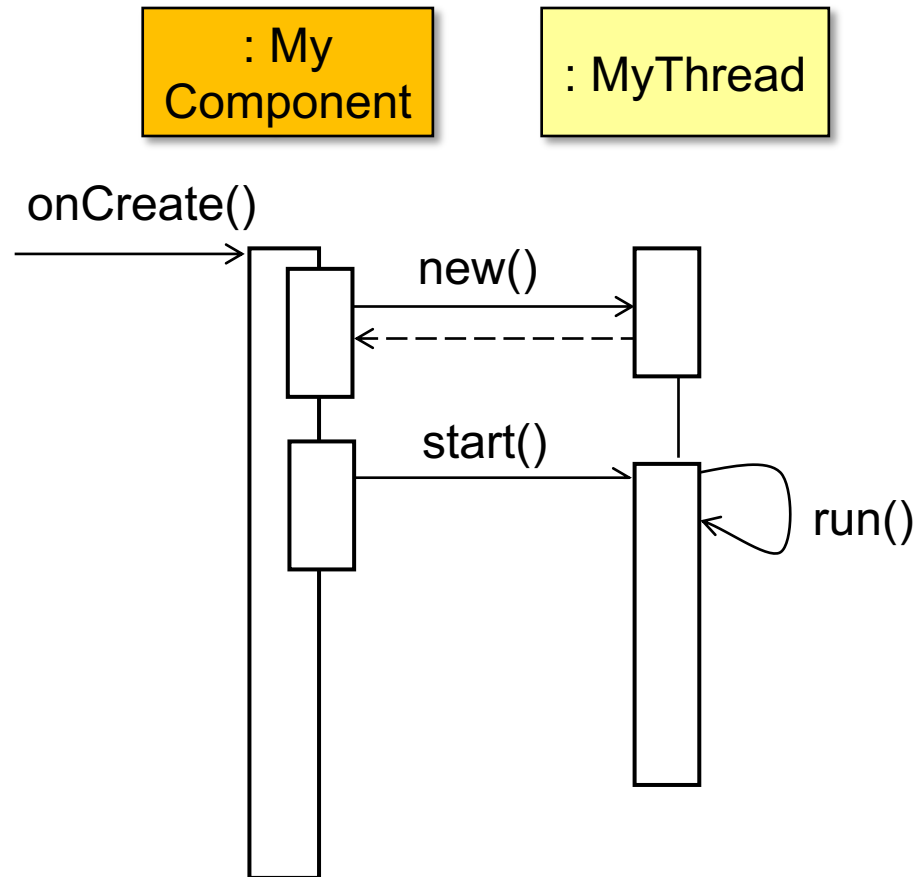 : My
Component
: MyThread
onCreate()
new()
start()
run()